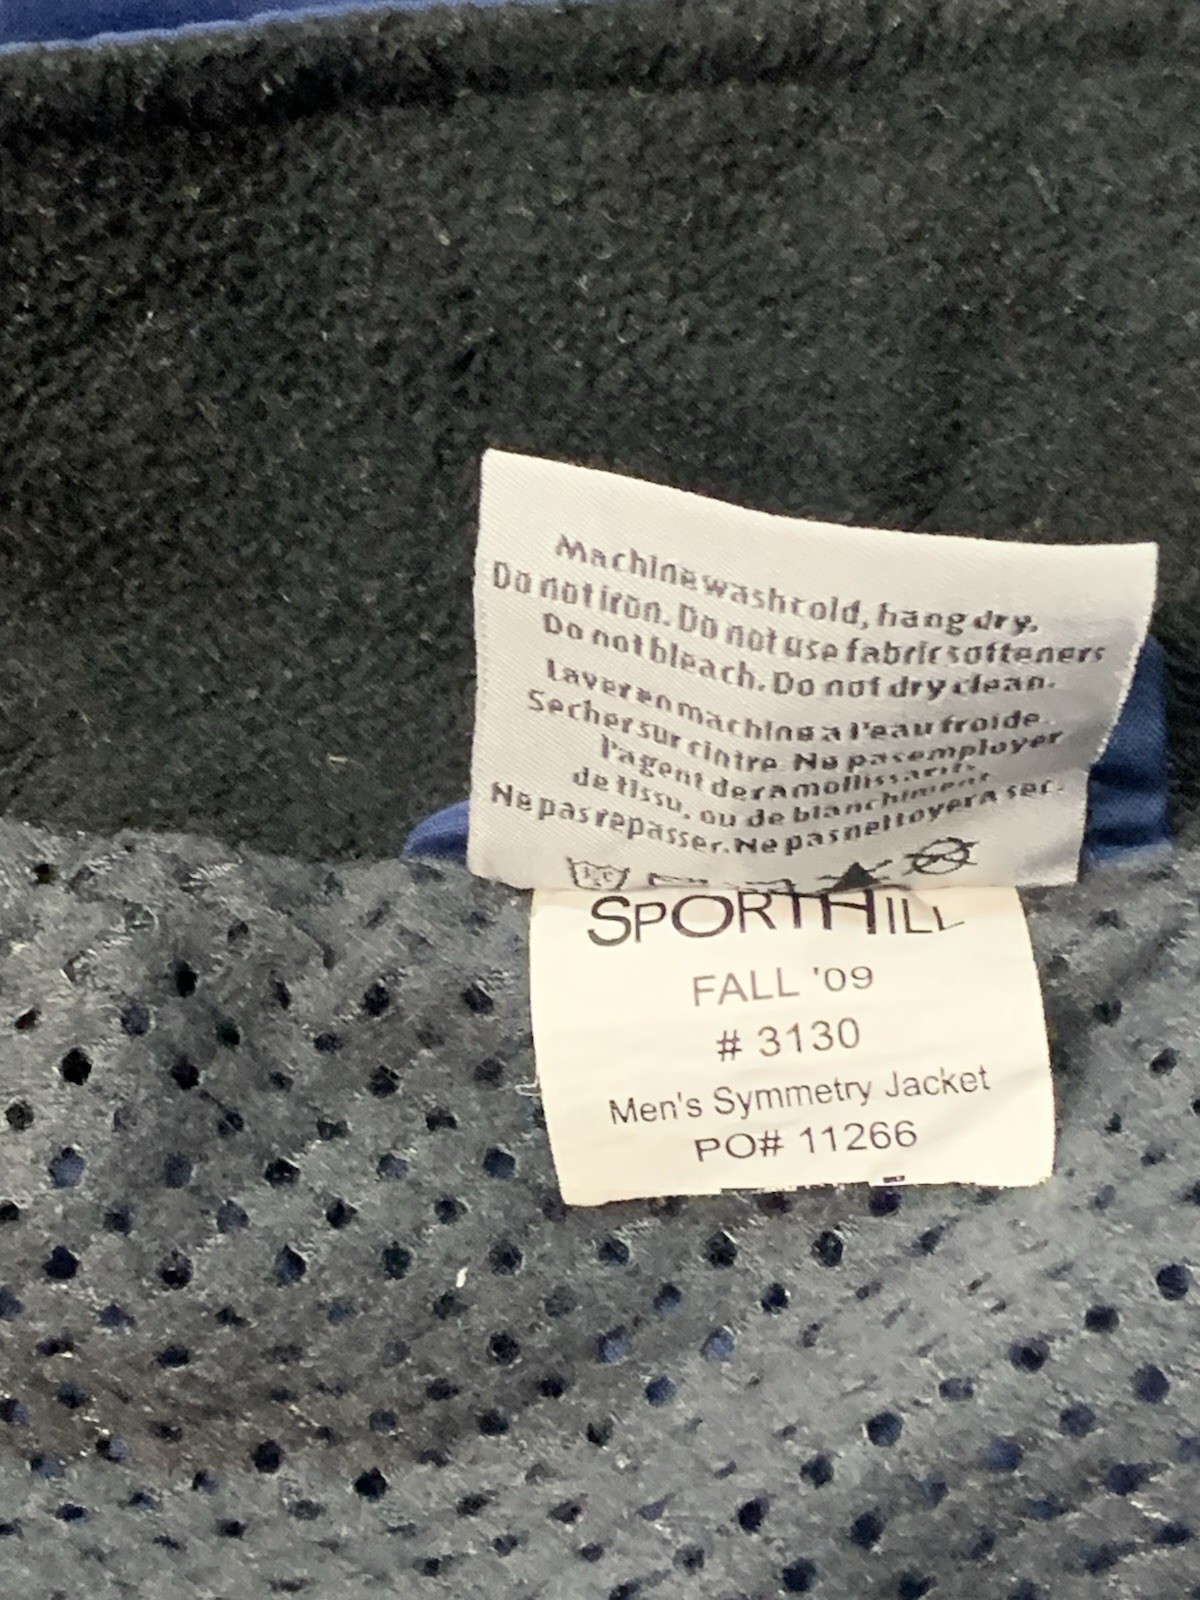 Machine wash cold, hang dry.
Do not iron. Do not use fabric softeners
Do not bleach. Do not dry clean.
Laver en machine a l'eau froide.
Secher sur cintre. Ne pas employer
l'agent de ramollissants
de tissu, ou de blanchiment
Ne pas repasser. Ne pas nettoyer a sec.
SPORTHILL
FALL '09
# 3130
Men's Symmetry Jacket
PO# 11266